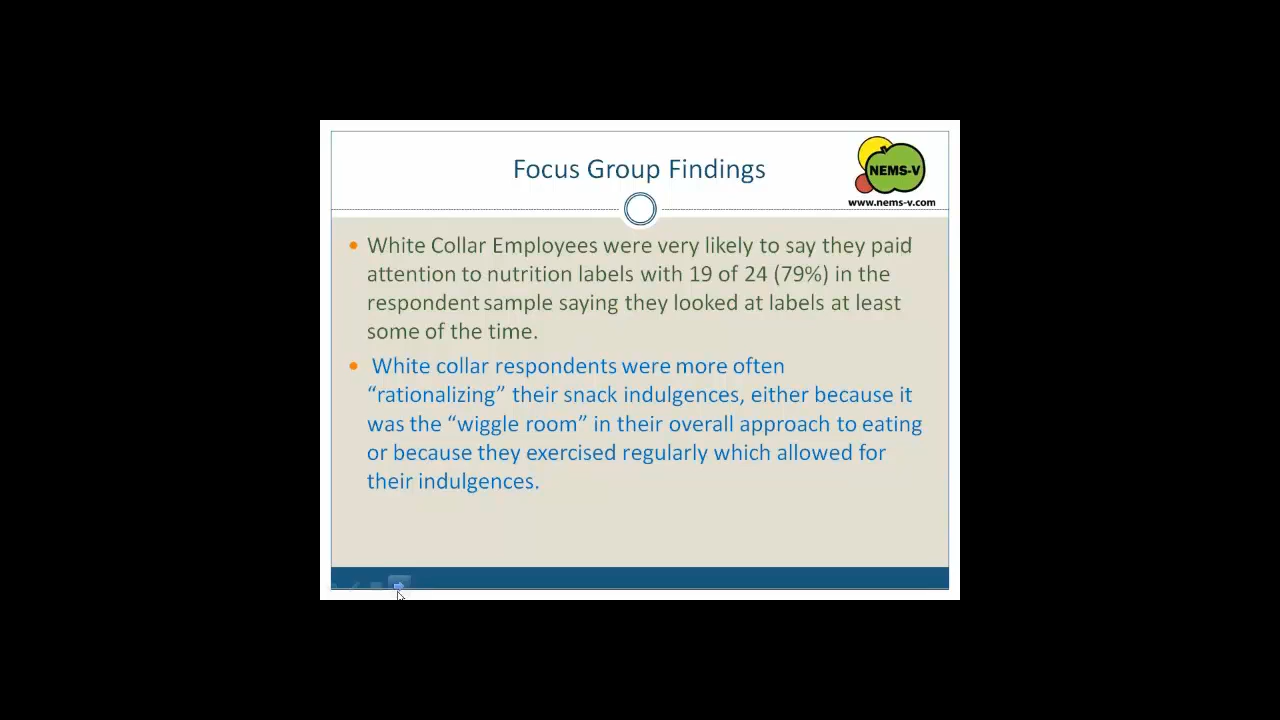 Focus Group Findings
NEMS-V
www.nems-v.com
• White Collar Employees were very likely to say they paid
attention to nutrition labels with 19 of 24 (79%) in the
respondent sample saying they looked at labels at least
some of the time.
• White collar respondents were more often
“rationalizing” their snack indulgences, either because it
was the “wiggle room” in their overall approach to eating
or because they exercised regularly which allowed for
their indulgences.